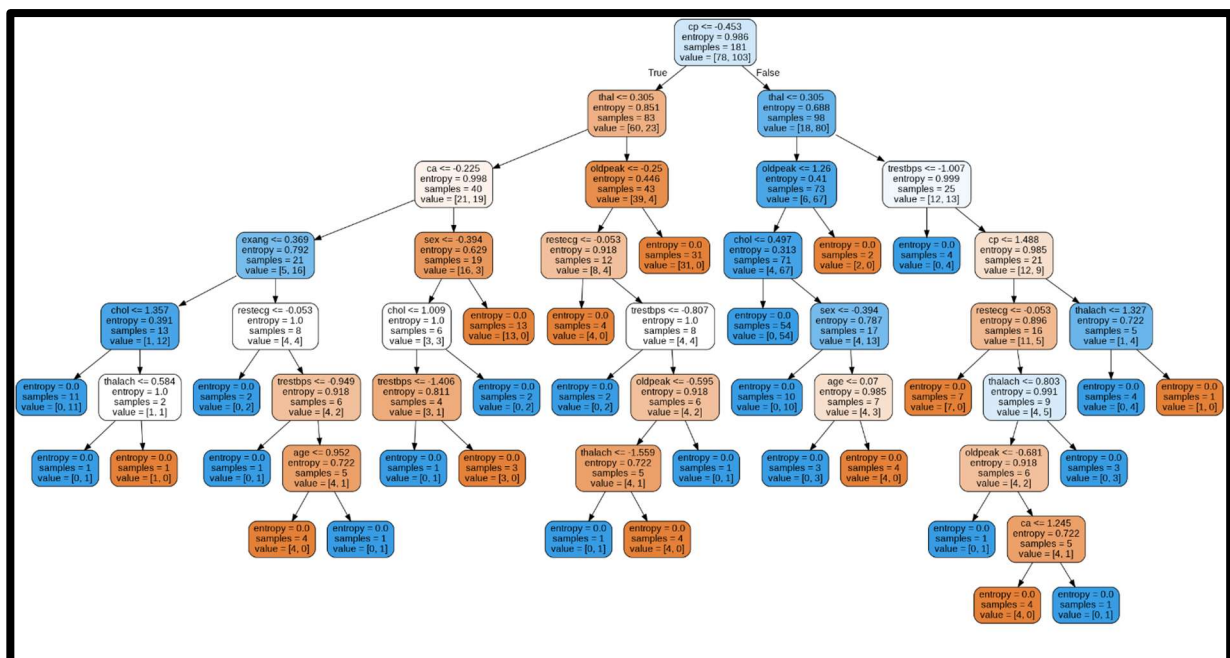 cp <= -0.453
entropy = 0.986
samples = 181
value = [78, 103]
True
False
thal <= 0.305
entropy = 0.851
samples = 83
value = [60, 23]
thal <= 0.305
entropy = 0.688
samples = 98
value = [18, 80]
ca <= -0.225
entropy = 0.998
samples = 40
value = [21, 19]
oldpeak <= -0.25
entropy = 0.446
samples = 43
value = [39, 4]
oldpeak <= 1.26
entropy = 0.41
samples = 73
value = [6, 67]
trestbps <= -1.007
entropy = 0.999
samples = 25
value = [12, 13]
exang <= 0.369
entropy = 0.792
samples = 21
value = [5, 16]
sex <= -0.394
entropy = 0.629
samples = 19
value = [16, 3]
restecg <= -0.053
entropy = 0.918
samples = 12
value = [8, 4]
entropy = 0.0
samples = 31
value = [31, 0]
chol <= 0.497
entropy = 0.313
samples = 71
value = [4, 67]
entropy = 0.0
samples = 2
value = [2, 0]
entropy = 0.0
samples = 4
value = [0, 4]
cp <= 1.488
entropy = 0.985
samples = 21
value = [12, 9]
chol <= 1.357
entropy = 0.391
samples = 13
value = [1, 12]
restecg <= -0.053
entropy = 1.0
samples = 8
value = [4, 4]
chol <= 1.009
entropy = 1.0
samples = 6
value = [3, 3]
entropy = 0.0
samples = 13
value = [13, 0]
entropy = 0.0
samples = 4
value = [4, 0]
trestbps <= -0.807
entropy = 1.0
samples = 8
value = [4, 4]
entropy = 0.0
samples = 54
value = [0, 54]
sex <= -0.394
entropy = 0.787
samples = 17
value = [4, 13]
restecg <= -0.053
entropy = 0.896
samples = 16
value = [11, 5]
thalach <= 1.327
entropy = 0.722
samples = 5
value = [1, 4]
entropy = 0.0
samples = 11
value = [0, 11]
thalach <= 0.584
entropy = 1.0
samples = 2
value = [1, 1]
entropy = 0.0
samples = 2
value = [0, 2]
trestbps <= -0.949
entropy = 0.918
samples = 6
value = [4, 2]
trestbps <= -1.406
entropy = 0.811
samples = 4
value = [3, 1]
entropy = 0.0
samples = 2
value = [0, 2]
entropy = 0.0
samples = 2
value = [0, 2]
oldpeak <= -0.595
entropy = 0.918
samples = 6
value = [4, 2]
entropy = 0.0
samples = 10
value = [0, 10]
age <= 0.07
entropy = 0.985
samples = 7
value = [4, 3]
entropy = 0.0
samples = 7
value = [7, 0]
thalach <= 0.803
entropy = 0.991
samples = 9
value = [4, 5]
entropy = 0.0
samples = 4
value = [0, 4]
entropy = 0.0
samples = 1
value = [1, 0]
entropy = 0.0
samples = 1
value = [0, 1]
entropy = 0.0
samples = 1
value = [1, 0]
entropy = 0.0
samples = 1
value = [0, 1]
age <= 0.952
entropy = 0.722
samples = 5
value = [4, 1]
entropy = 0.0
samples = 1
value = [0, 1]
entropy = 0.0
samples = 3
value = [3, 0]
thalach <= -1.559
entropy = 0.722
samples = 5
value = [4, 1]
entropy = 0.0
samples = 1
value = [0, 1]
entropy = 0.0
samples = 3
value = [0, 3]
entropy = 0.0
samples = 4
value = [4, 0]
oldpeak <= -0.681
entropy = 0.918
samples = 6
value = [4, 2]
entropy = 0.0
samples = 3
value = [0, 3]
entropy = 0.0
samples = 4
value = [4, 0]
entropy = 0.0
samples = 1
value = [0, 1]
entropy = 0.0
samples = 1
value = [0, 1]
entropy = 0.0
samples = 4
value = [4, 0]
entropy = 0.0
samples = 1
value = [0, 1]
ca <= 1.245
entropy = 0.722
samples = 5
value = [4, 1]
entropy = 0.0
samples = 4
value = [4, 0]
entropy = 0.0
samples = 1
value = [0, 1]